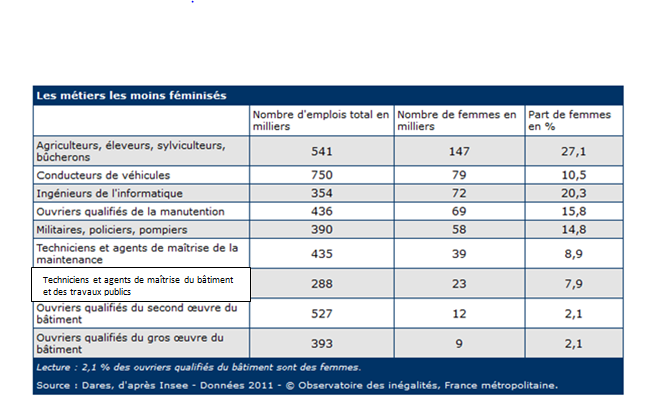 Les métiers les moins féminisés
Nombre d'emplois total en milliers
Nombre de femmes en milliers
Part de femmes en %
Agriculteurs, éleveurs, sylviculteurs, bûcherons 541 147 27,1
Conducteurs de véhicules 750 79 10,5
Ingénieurs de l'informatique 354 72 20,3
Ouvriers qualifiés de la manutention 436 69 15,8
Militaires, policiers, pompiers 390 58 14,8
Techniciens et agents de maîtrise de la maintenance 435 39 8,9
Techniciens et agents de maîtrise du bâtiment et des travaux publics 288 23 7,9
Ouvriers qualifiés du second œuvre du bâtiment 527 12 2,1
Ouvriers qualifiés du gros œuvre du bâtiment 393 9 2,1
Lecture : 2,1 % des ouvriers qualifiés du bâtiment sont des femmes.
Source : Dares, d'après Insee - Données 2011 - © Observatoire des inégalités, France métropolitaine.